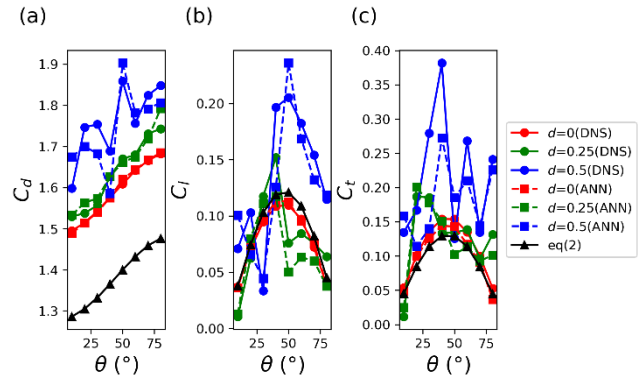 (a)
(b)
(c)
1.9
1.8
1.7
1.6
1.5
1.4
1.3
C_d
25 50 75
θ (°)
0.20
0.15
0.10
0.05
0.00
C_l
25 50 75
θ (°)
0.40
0.35
0.30
0.25
0.20
0.15
0.10
0.05
0.00
C_t
25 50 75
θ (°)
d=0(DNS)
d=0.25(DNS)
d=0.5(DNS)
d=0(ANN)
d=0.25(ANN)
d=0.5(ANN)
eq(2)